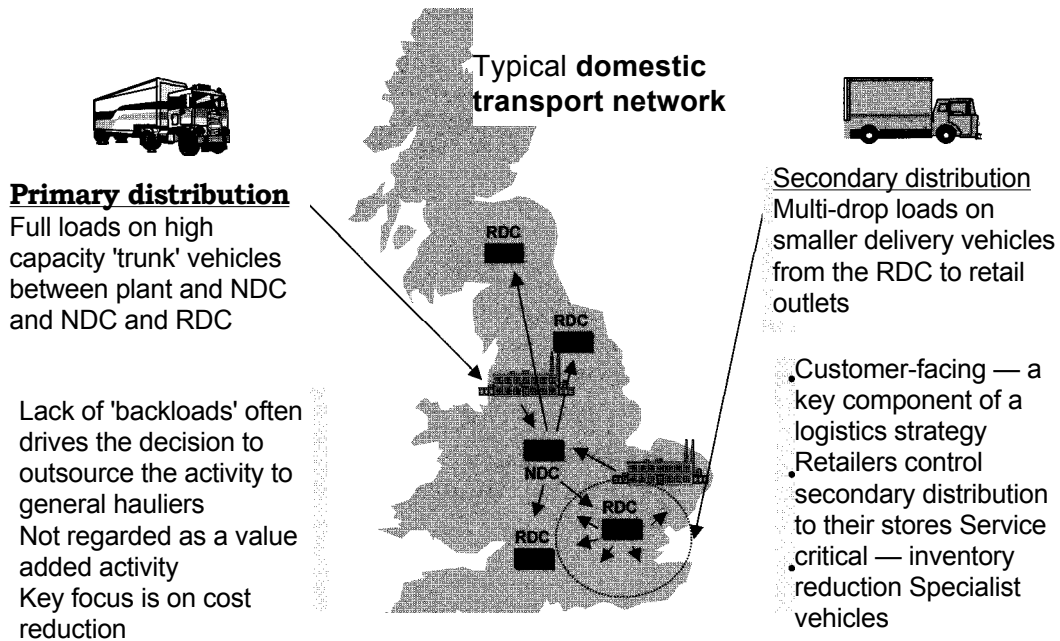 Typical domestic
transport network
Primary distribution
Full loads on high
capacity 'trunk' vehicles
between plant and NDC
and NDC and RDC
Lack of 'backloads' often
drives the decision to
outsource the activity to
general hauliers
Not regarded as a value
added activity
Key focus is on cost
reduction
RDC
RDC
NDC
RDC
RDC
Secondary distribution
Multi-drop loads on
smaller delivery vehicles
from the RDC to retail
outlets
.Customer-facing — a
key component of a
logistics strategy
.Retailers control
secondary distribution
to their stores Service
.critical — inventory
reduction Specialist
vehicles